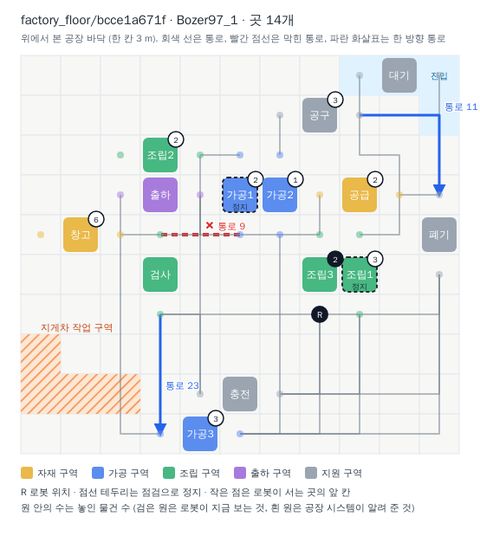 factory_floor/bcce1a671f · Bozer97_1 · 곳 14개
위에서 본 공장 바닥 (한 칸 3 m). 회색 선은 통로, 빨간 점선은 막힌 통로, 파란 화살표는 한 방향 통로
대기
진입
3
공구
통로 11
2
조립2
출하
2
가공1
정지
1
가공2
2
공급
6
창고
통로 9
폐기
검사
2
조립3
3
조립1
정지
R
지게차 작업 구역
통로 23
충전
3
가공3
자재 구역 가공 구역 조립 구역 출하 구역 지원 구역
R 로봇 위치 · 점선 테두리는 점검으로 정지 · 작은 점은 로봇이 서는 곳의 앞 칸
원 안의 수는 놓인 물건 수 (검은 원은 로봇이 지금 보는 것, 흰 원은 공장 시스템이 알려 준 것)